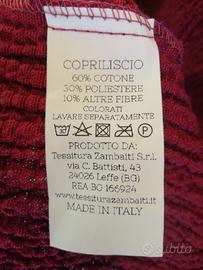 COPRILISCIO
60% COTONE
30% POLIESTERE
10% ALTRE FIBRE
COLORATI
LAVARE SEPARATAMENTE
PRODOTTO DA:
Tessitura Zambaiti S.r.l.
via C. Battisti, 3
24026 Leffe (BG)
REA BG 166924
www.tessiturazambaiti.it
MADE IN ITALY
subito